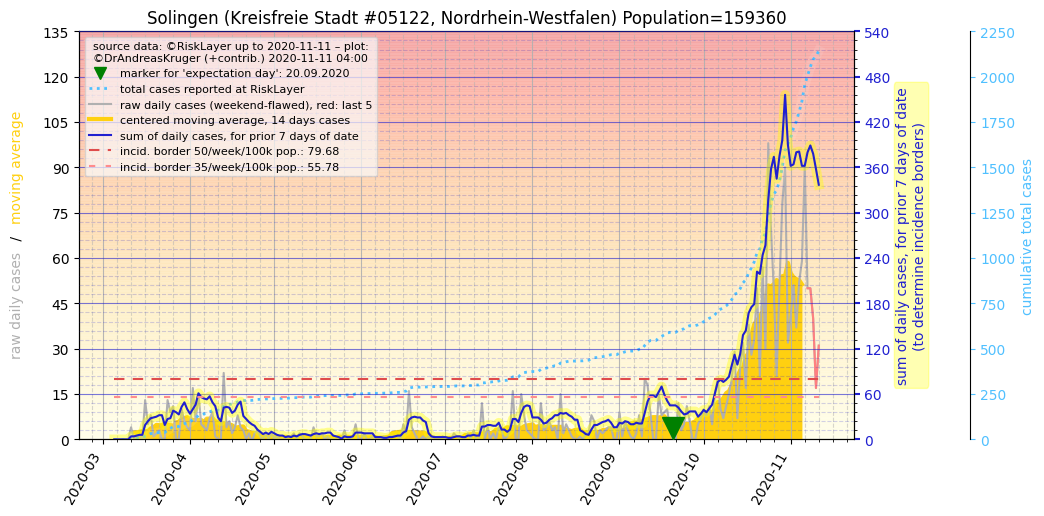 Solingen (Kreisfreie Stadt #05122, Nordrhein-Westfalen) Population=159360
source data: ©RiskLayer up to 2020-11-11 – plot:
©DrAndreasKruger (+contrib.) 2020-11-11 04:00
marker for 'expectation day': 20.09.2020
total cases reported at RiskLayer
raw daily cases (weekend-flawed), red: last 5
centered moving average, 14 days cases
sum of daily cases, for prior 7 days of date
incid. border 50/week/100k pop.: 79.68
incid. border 35/week/100k pop.: 55.78
raw daily cases / moving average
135
120
105
90
75
60
45
30
15
0
2020-03
2020-04
2020-05
2020-06
2020-07
2020-08
2020-09
2020-10
2020-11
540
480
420
360
300
240
180
120
60
0
sum of daily cases, for prior 7 days of date
(to determine incidence borders)
2250
2000
1750
1500
1250
1000
750
500
250
0
cumulative total cases